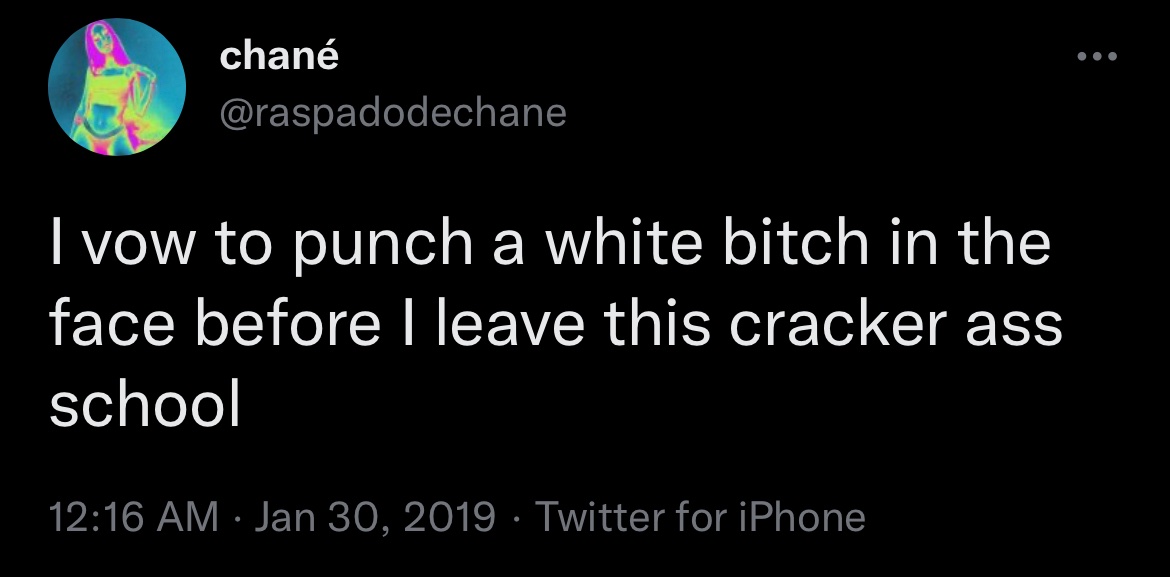 chané
@raspadodechane
I vow to punch a white bitch in the
face before I leave this cracker ass
school
12:16 AM · Jan 30, 2019 · Twitter for iPhone